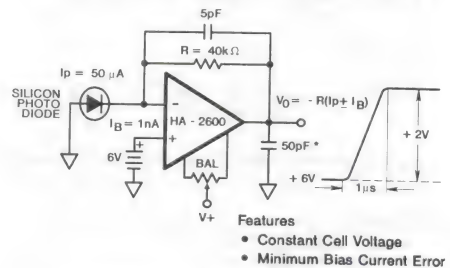 5pF
R = 40kΩ
Ip = 50 µA
SILICON
PHOTO
DIODE
IB = 1nA
HA - 2600
−
+
+
6V
BAL
V+
VO = - R(Ip ± IB)
50pF *
+ 2V
+ 6V
1µs
Features
• Constant Cell Voltage
• Minimum Bias Current Error